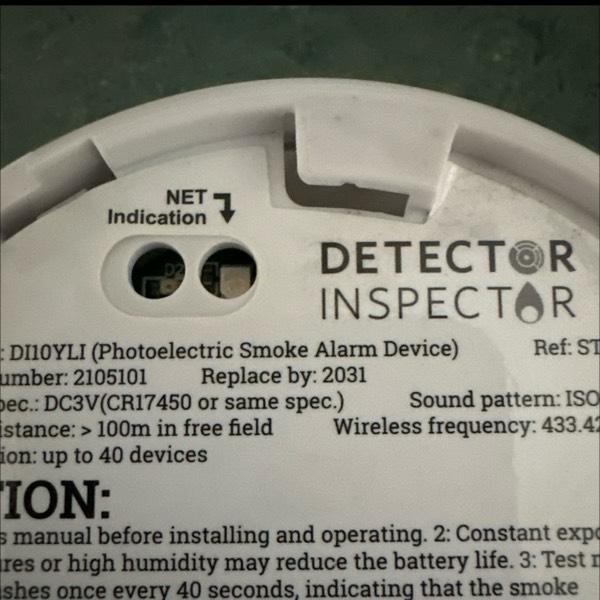 NET
Indication
DETECTOR
INSPECTOR
: DI10YLI (Photoelectric Smoke Alarm Device) Ref: ST
umber: 2105101 Replace by: 2031
pec.: DC3V(CR17450 or same spec.) Sound pattern: ISO
istance: > 100m in free field Wireless frequency: 433.42
ion: up to 40 devices
TION:
s manual before installing and operating. 2: Constant expo
ures or high humidity may reduce the battery life. 3: Test
ashes once every 40 seconds, indicating that the smoke